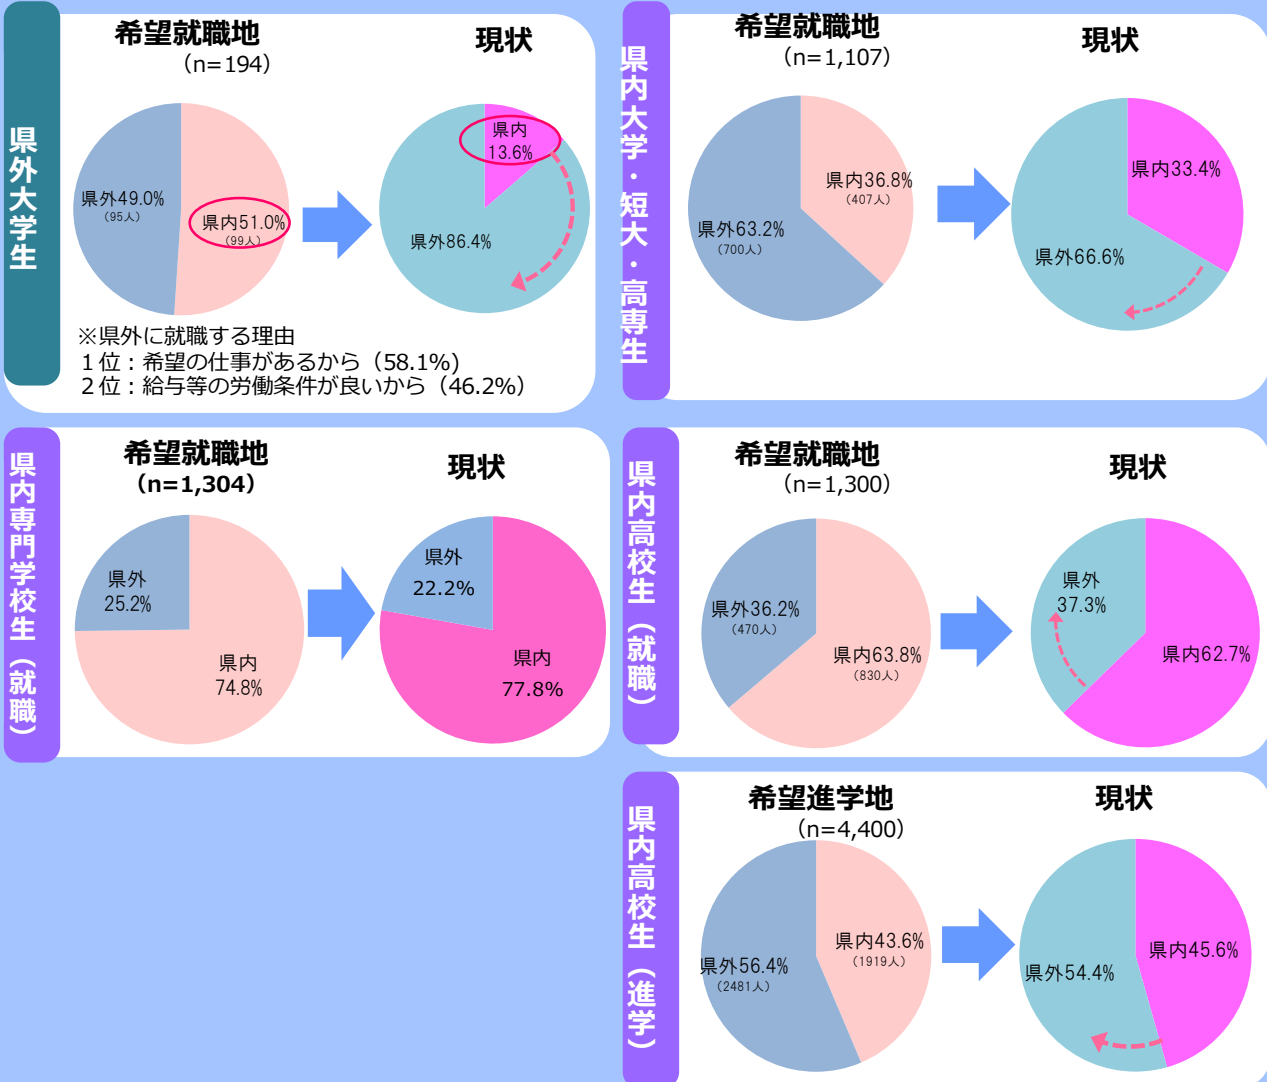 県外大学生
希望就職地
（n=194）
現状
県外49.0%
（95人）
県内51.0%
（99人）
県内
13.6%
県外86.4%
※県外に就職する理由
１位：希望の仕事があるから（58.1%)
２位：給与等の労働条件が良いから（46.2%）
県内大学・短大・高専生
希望就職地
（n=1,107）
現状
県内36.8%
（407人）
県外63.2%
（700人）
県内33.4%
県外66.6%
県内専門学校生（就職）
希望就職地
（n=1,304）
現状
県外
25.2%
県内
74.8%
県外
22.2%
県内
77.8%
県内高校生（就職）
希望就職地
（n=1,300）
現状
県外36.2%
（470人）
県内63.8%
（830人）
県外
37.3%
県内62.7%
県内高校生（進学）
希望進学地
（n=4,400）
現状
県内43.6%
（1919人）
県外56.4%
（2481人）
県内45.6%
県外54.4%